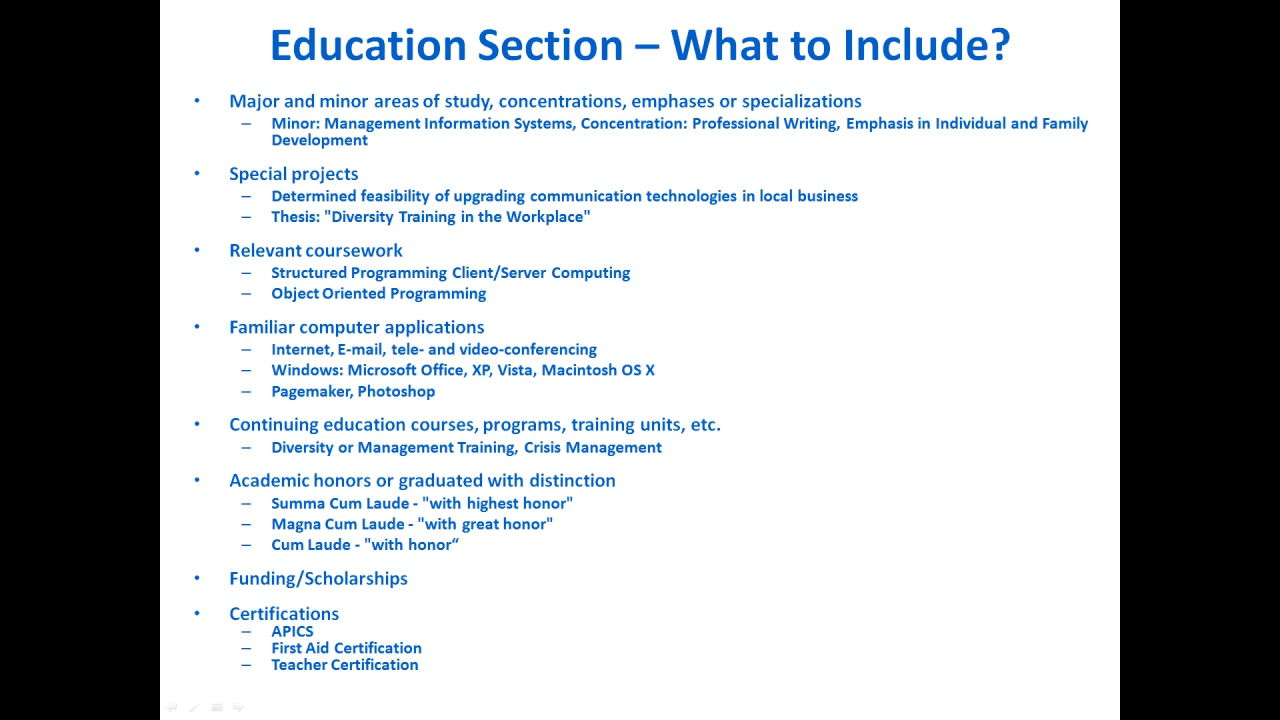 Education Section – What to Include?
• Major and minor areas of study, concentrations, emphases or specializations
– Minor: Management Information Systems, Concentration: Professional Writing, Emphasis in Individual and Family
Development
• Special projects
– Determined feasibility of upgrading communication technologies in local business
– Thesis: "Diversity Training in the Workplace"
• Relevant coursework
– Structured Programming Client/Server Computing
– Object Oriented Programming
• Familiar computer applications
– Internet, E-mail, tele- and video-conferencing
– Windows: Microsoft Office, XP, Vista, Macintosh OS X
– Pagemaker, Photoshop
• Continuing education courses, programs, training units, etc.
– Diversity or Management Training, Crisis Management
• Academic honors or graduated with distinction
– Summa Cum Laude - "with highest honor"
– Magna Cum Laude - "with great honor"
– Cum Laude - "with honor“
• Funding/Scholarships
• Certifications
– APICS
– First Aid Certification
– Teacher Certification